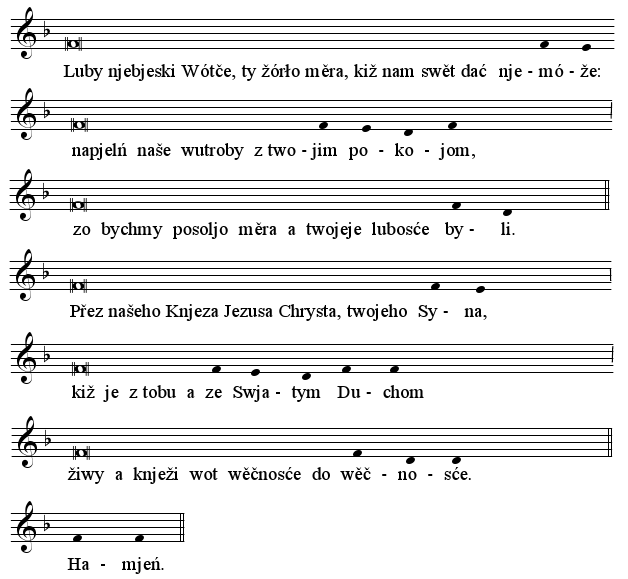 Luby njebjeski Wótče, ty žórło měra, kiž nam swět dać nje - mó - že:
napjelń naše wutroby z two - jim po - ko - jom,
zo bychmy posoljo měra a twojeje lubosće by - li.
Přez našeho Knjeza Jezusa Chrysta, twojeho Sy - na,
kiž je z tobu a ze Swja - tym Du - chom
žiwy a knježi wot wěčnosće do wěč - no - sće.
Ha - mjeń.